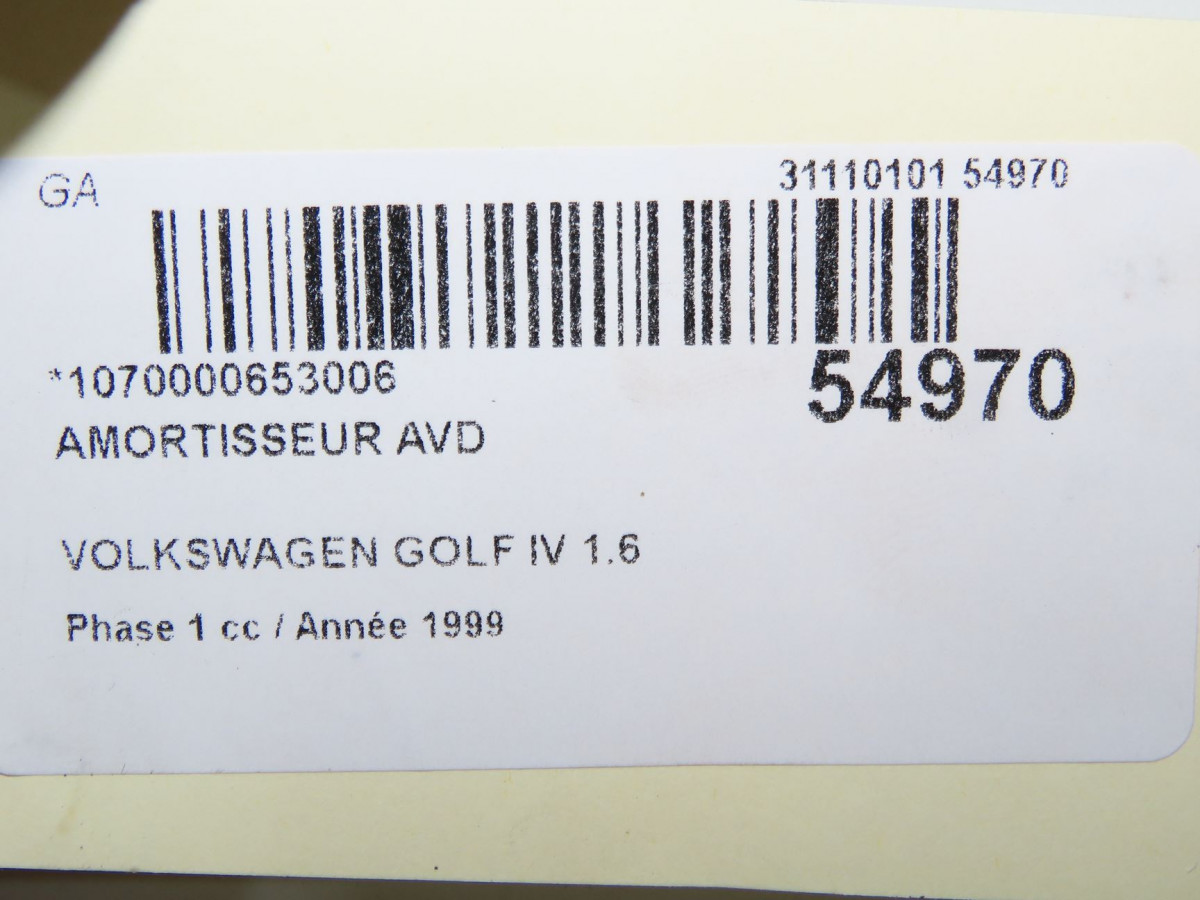 GA
31110101 54970
*1070000653006
54970
AMORTISSEUR AVD
VOLKSWAGEN GOLF IV 1.6
Phase 1 cc / Année 1999